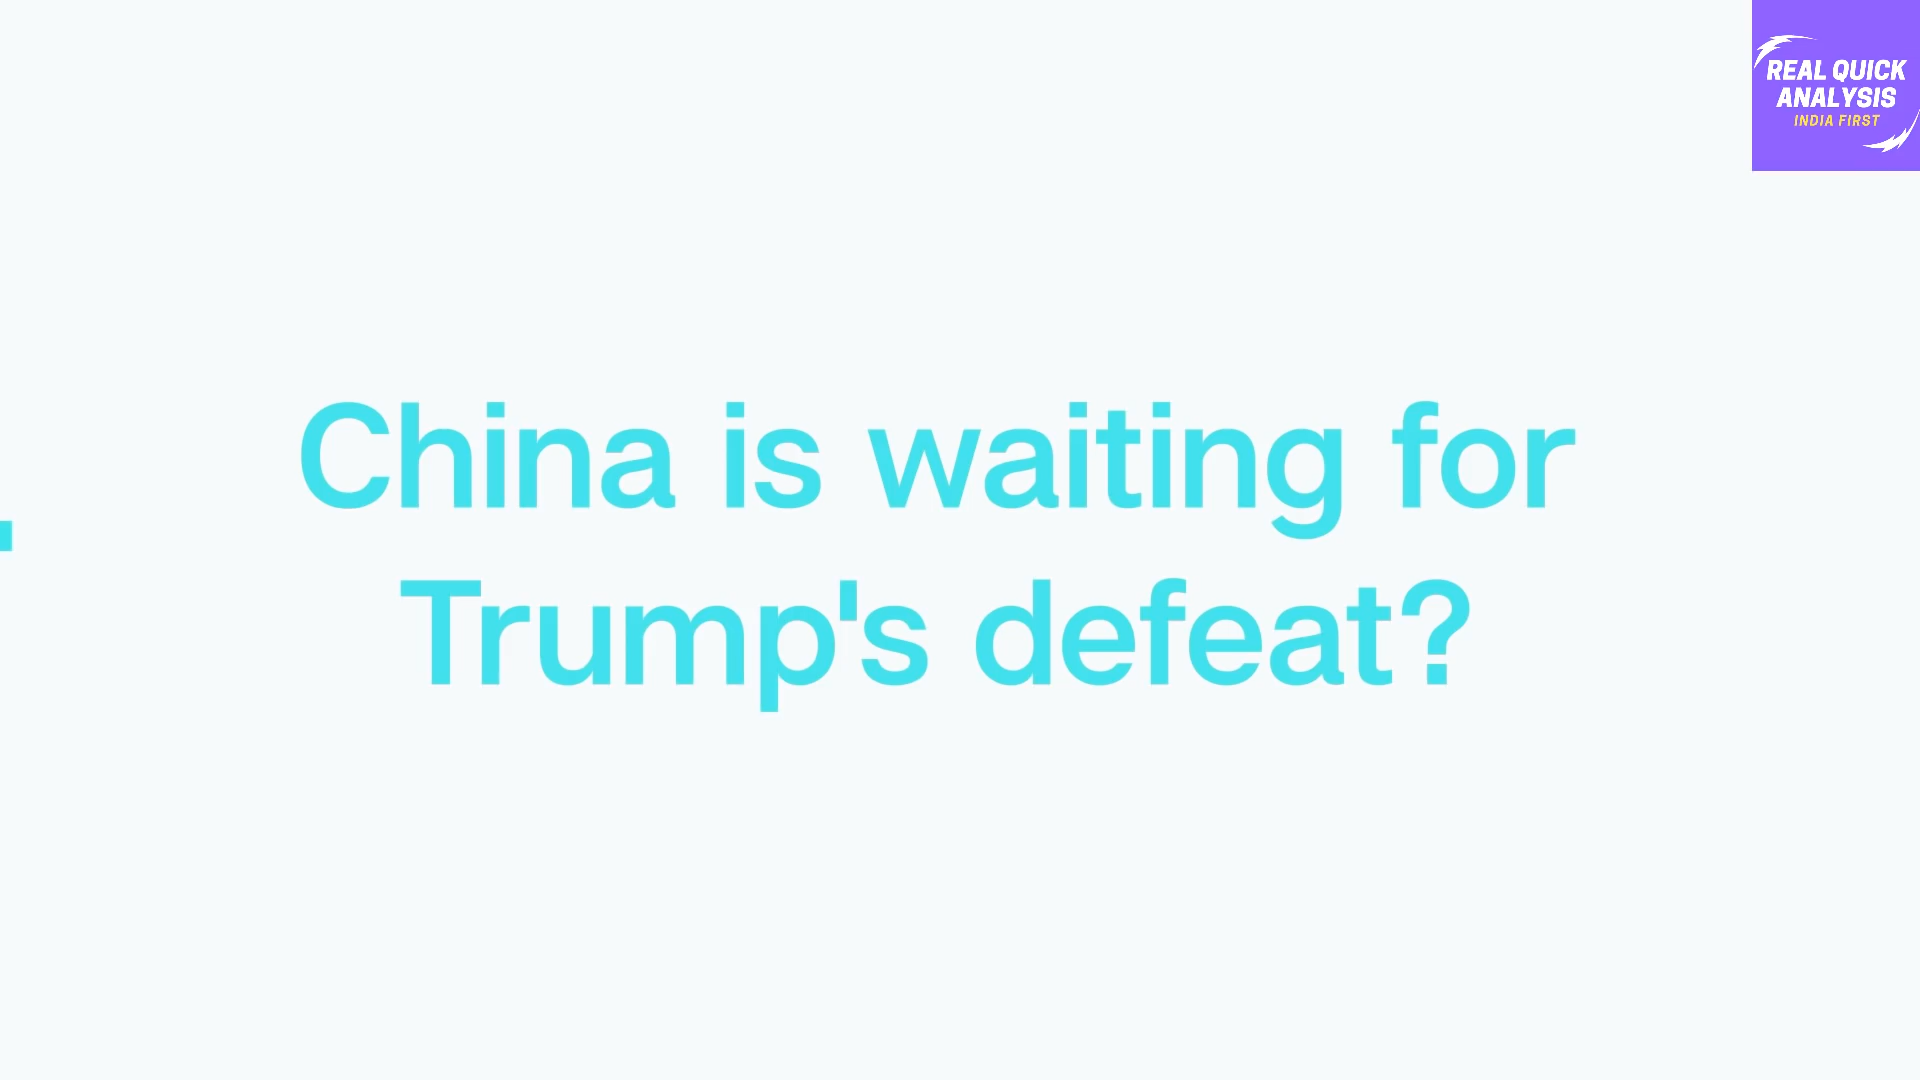 REAL QUICK
ANALYSIS
INDIA FIRST
China is waiting for
Trump's defeat?